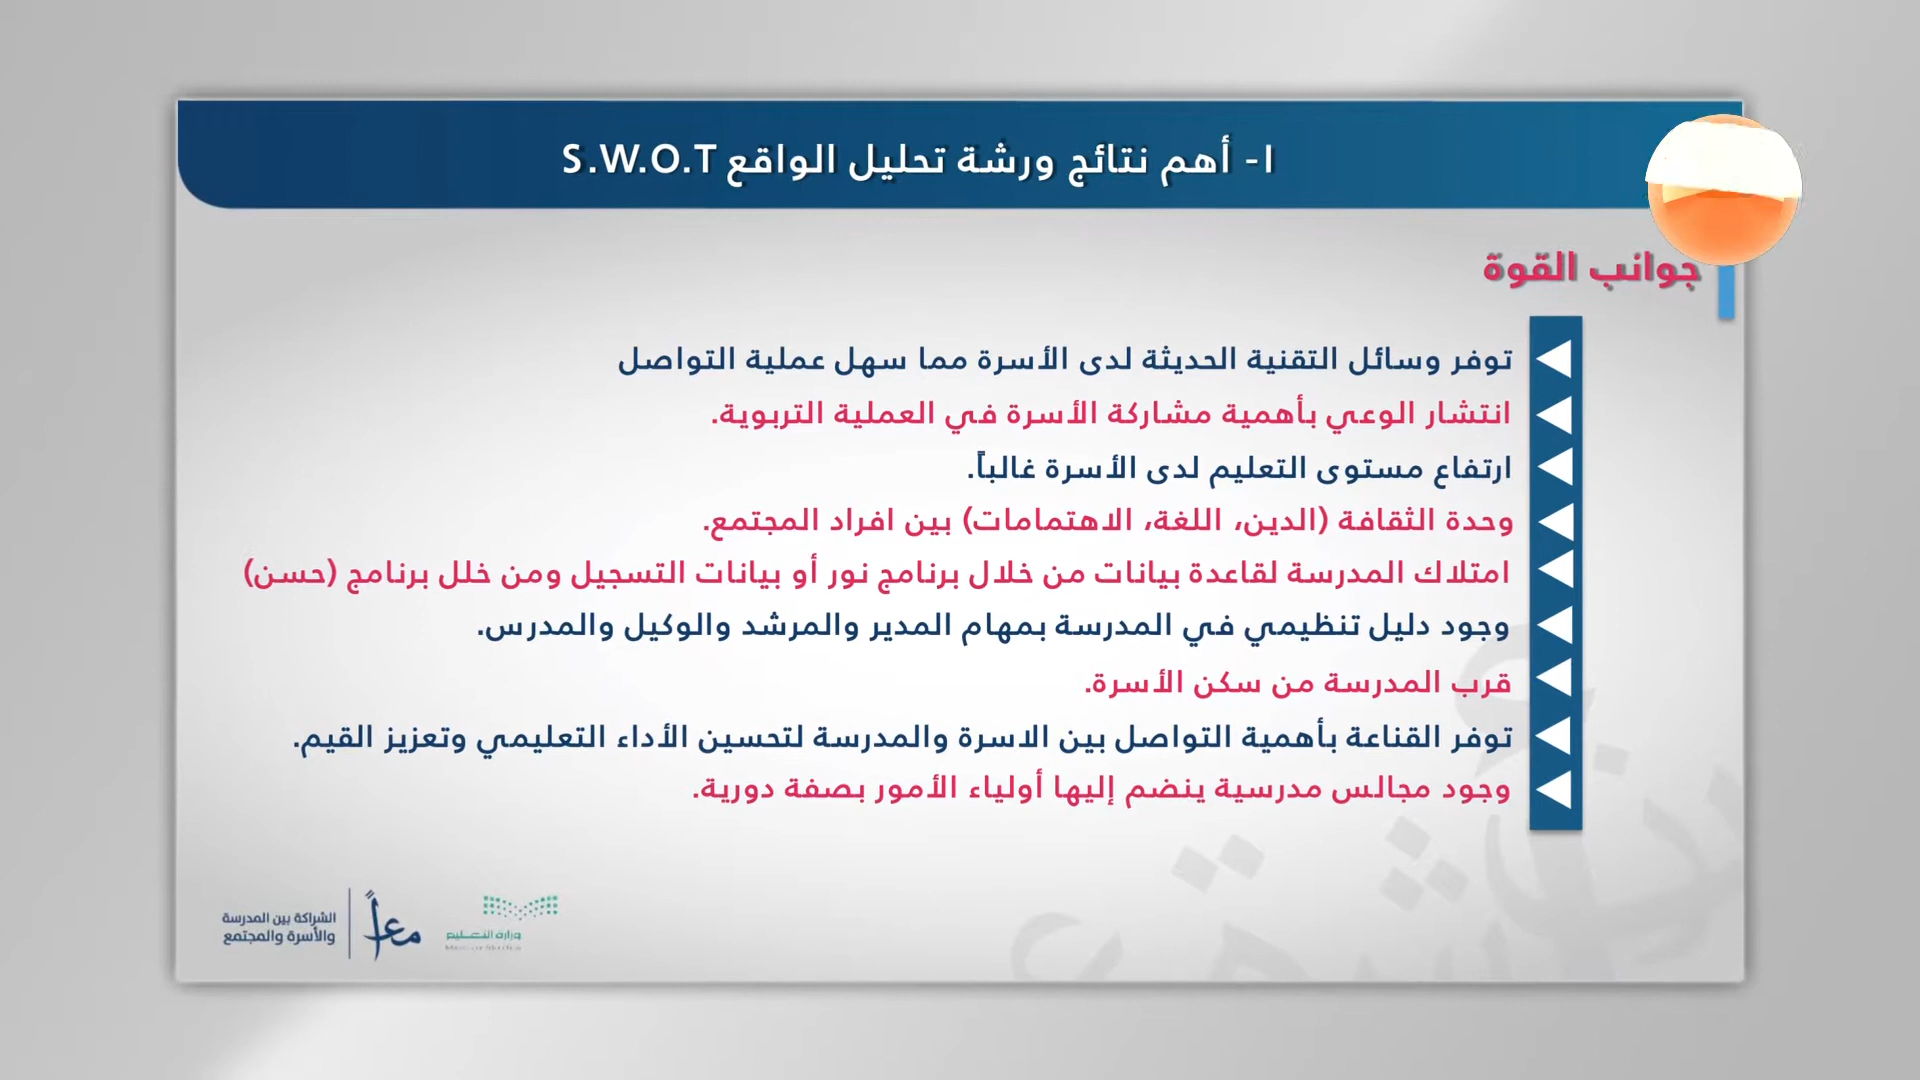 ١- أهم نتائج ورشة تحليل الواقع S.W.O.T
جوانب القوة
توفر وسائل التقنية الحديثة لدى الأسرة مما سهل عملية التواصل
انتشار الوعي بأهمية مشاركة الأسرة في العملية التربوية.
ارتفاع مستوى التعليم لدى الأسرة غالباً.
وحدة الثقافة (الدين، اللغة، الاهتمامات) بين افراد المجتمع.
امتلاك المدرسة لقاعدة بيانات من خلال برنامج نور أو بيانات التسجيل ومن خلل برنامج (حسن)
وجود دليل تنظيمي في المدرسة بمهام المدير والمرشد والوكيل والمدرس.
قرب المدرسة من سكن الأسرة.
توفر القناعة بأهمية التواصل بين الاسرة والمدرسة لتحسين الأداء التعليمي وتعزيز القيم.
وجود مجالس مدرسية ينضم إليها أولياء الأمور بصفة دورية.
وزارة التعليم
معاً
الشراكة بين المدرسة
والأسرة والمجتمع